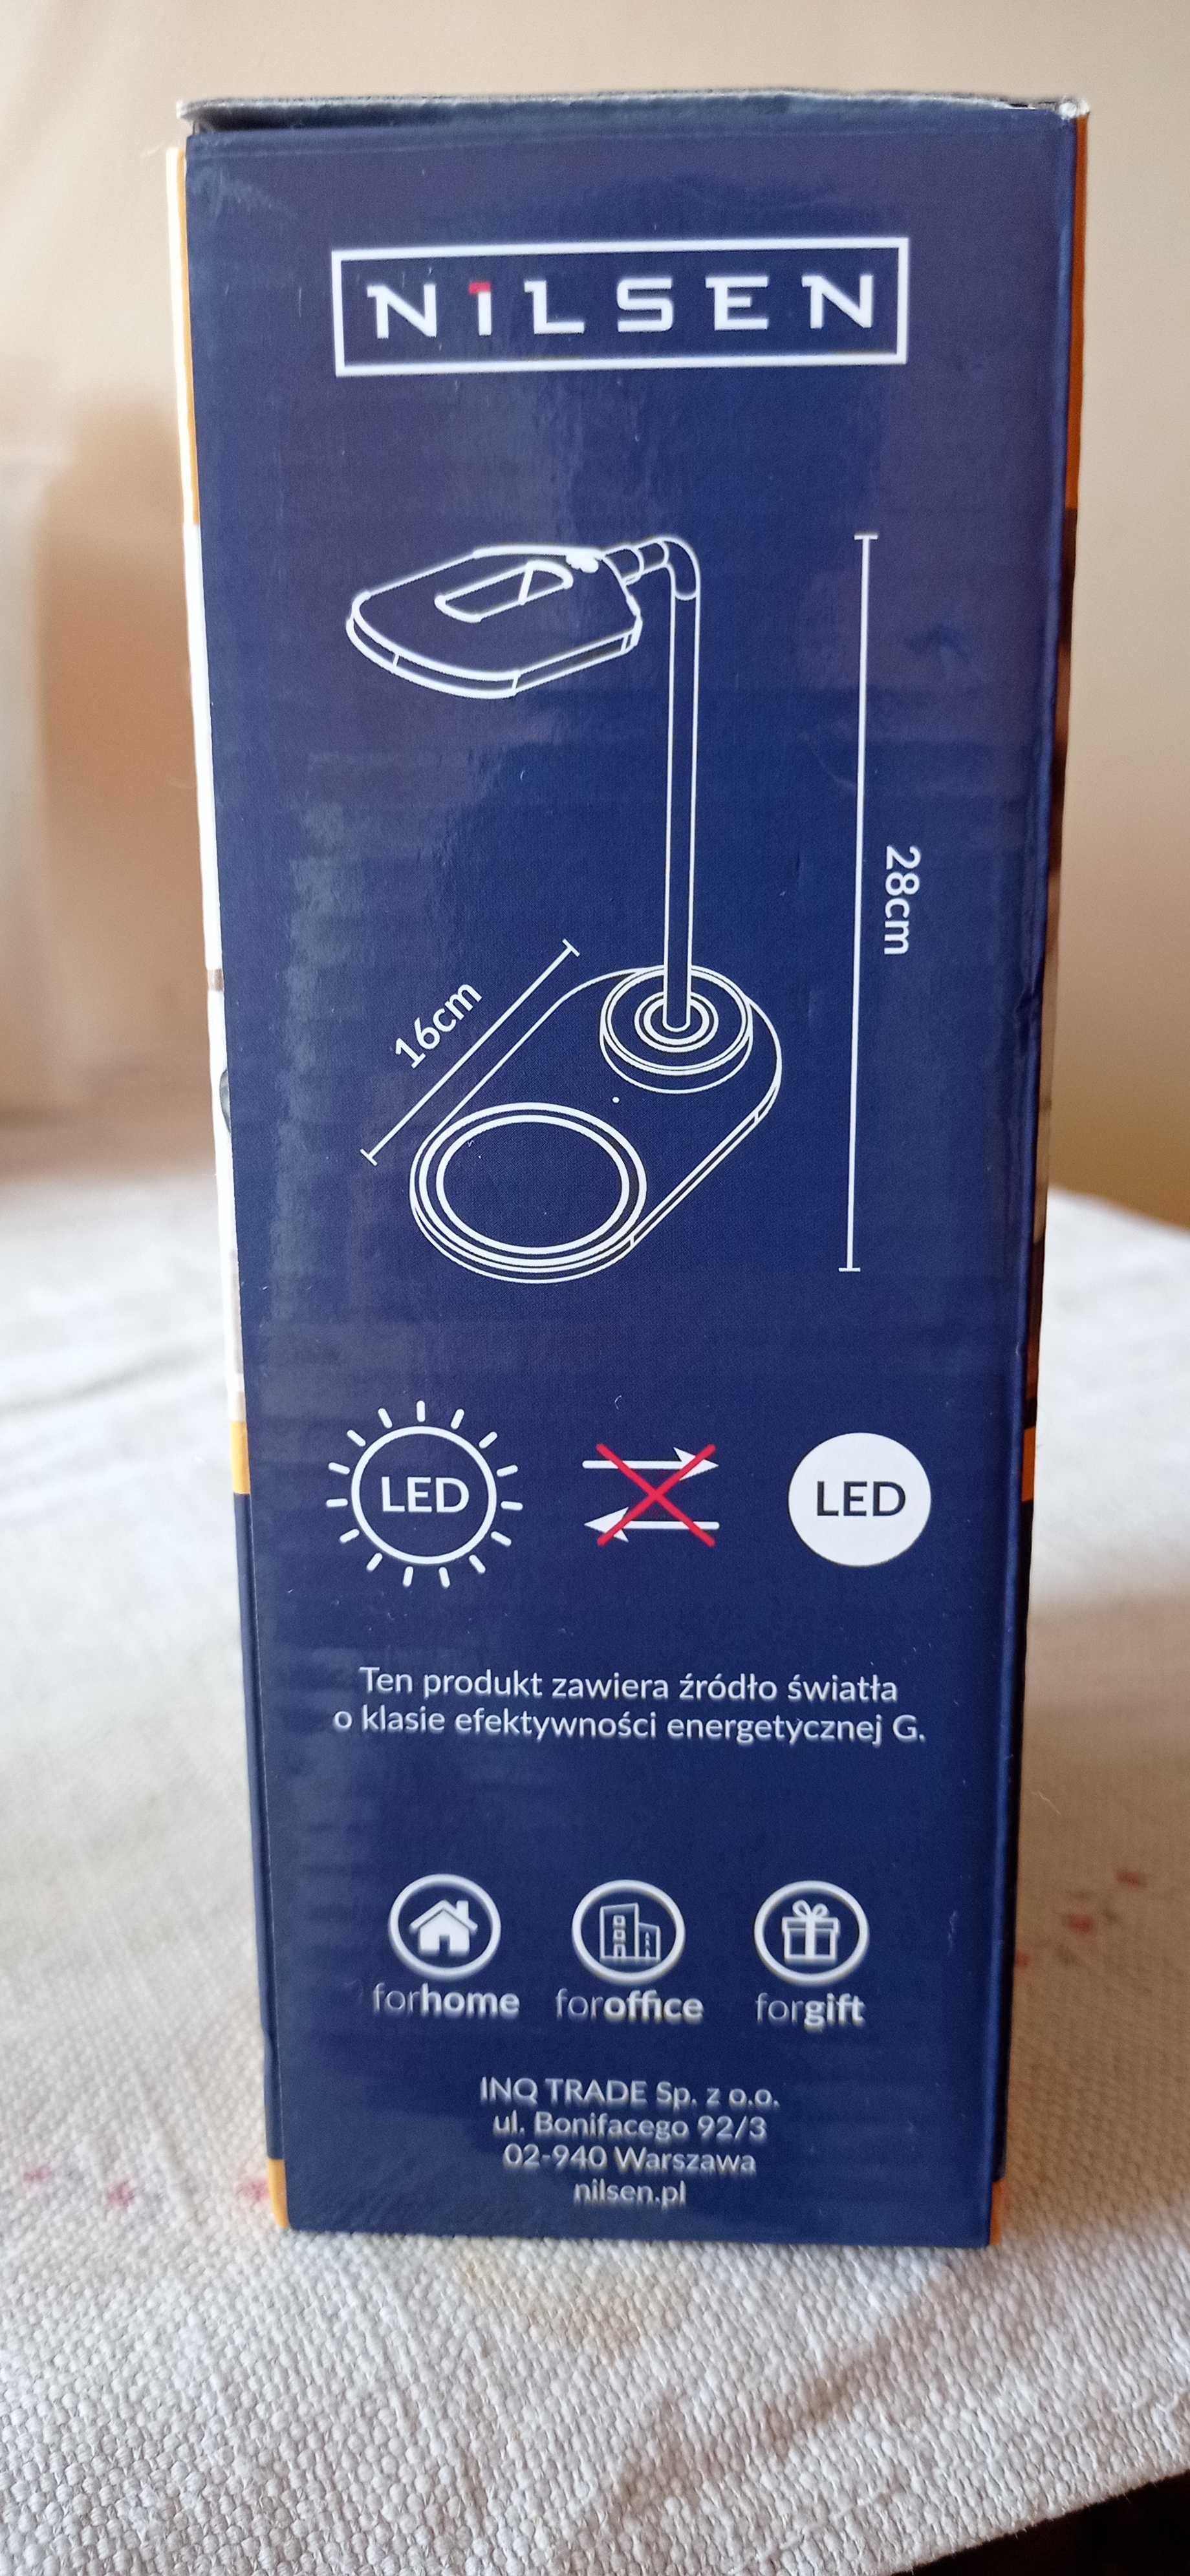 NILSEN
28cm
16cm
LED
LED
Ten produkt zawiera źródło światła
o klasie efektywności energetycznej G.
forhome foroffice forgift
INQ TRADE Sp. z o.o.
ul. Bonifacego 92/3
02-940 Warszawa
nilsen.pl